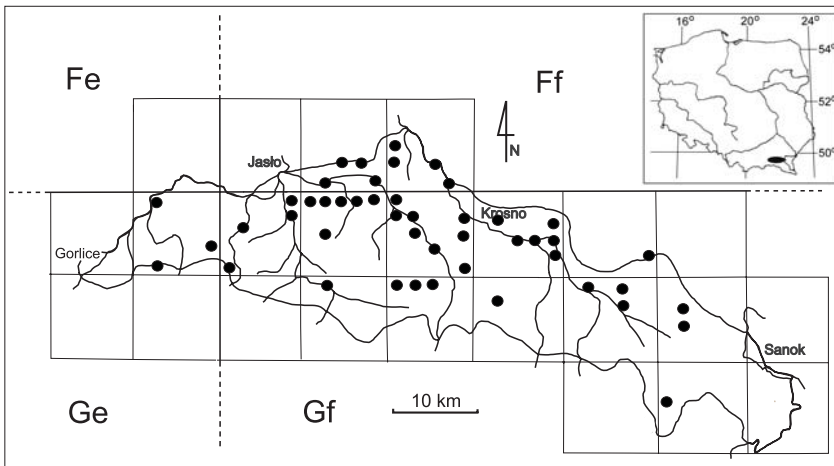 16° 20° 24°
54°
52°
50°
Fe
Ff
N
Jasło
Krosno
Gorlice
Sanok
Ge
Gf
10 km